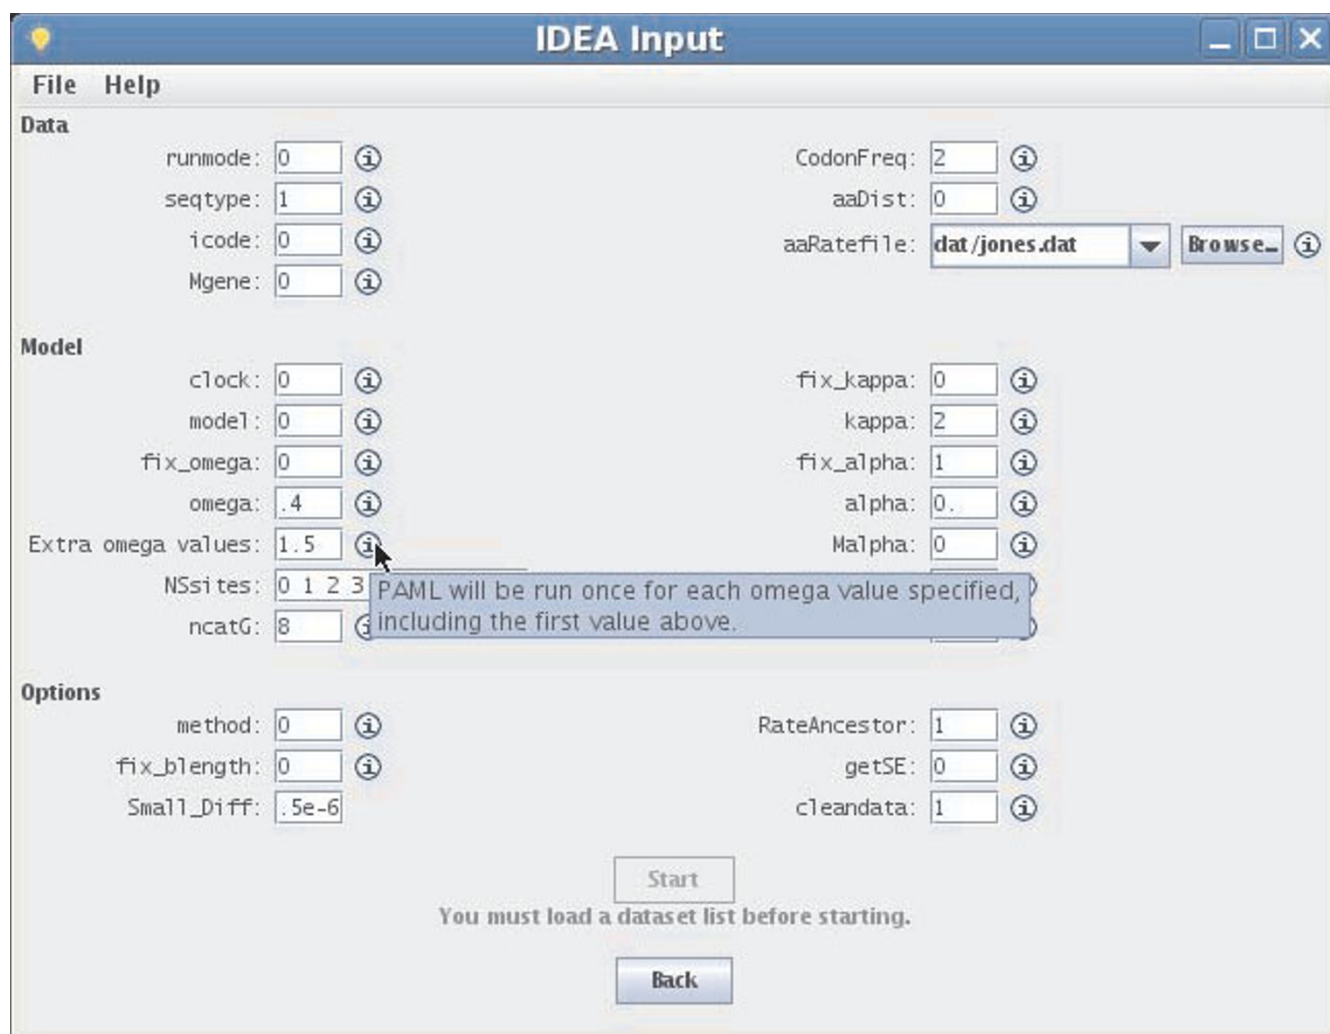 IDEA Input
File Help
Data
runmode: 0
CodonFreq: 2
seqtype: 1
aaDist: 0
icode: 0
aaRatefile: dat/jones.dat Browse...
Mgene: 0
Model
clock: 0
fix_kappa: 0
model: 0
kappa: 2
fix_omega: 0
fix_alpha: 1
omega: .4
alpha: 0.
Extra omega values: 1.5
Malpha: 0
NSsites: 0 1 2 3
PAML will be run once for each omega value specified,
including the first value above.
ncatG: 8
Options
method: 0
RateAncestor: 1
fix_blength: 0
getSE: 0
Small_Diff: .5e-6
cleandata: 1
Start
You must load a dataset list before starting.
Back